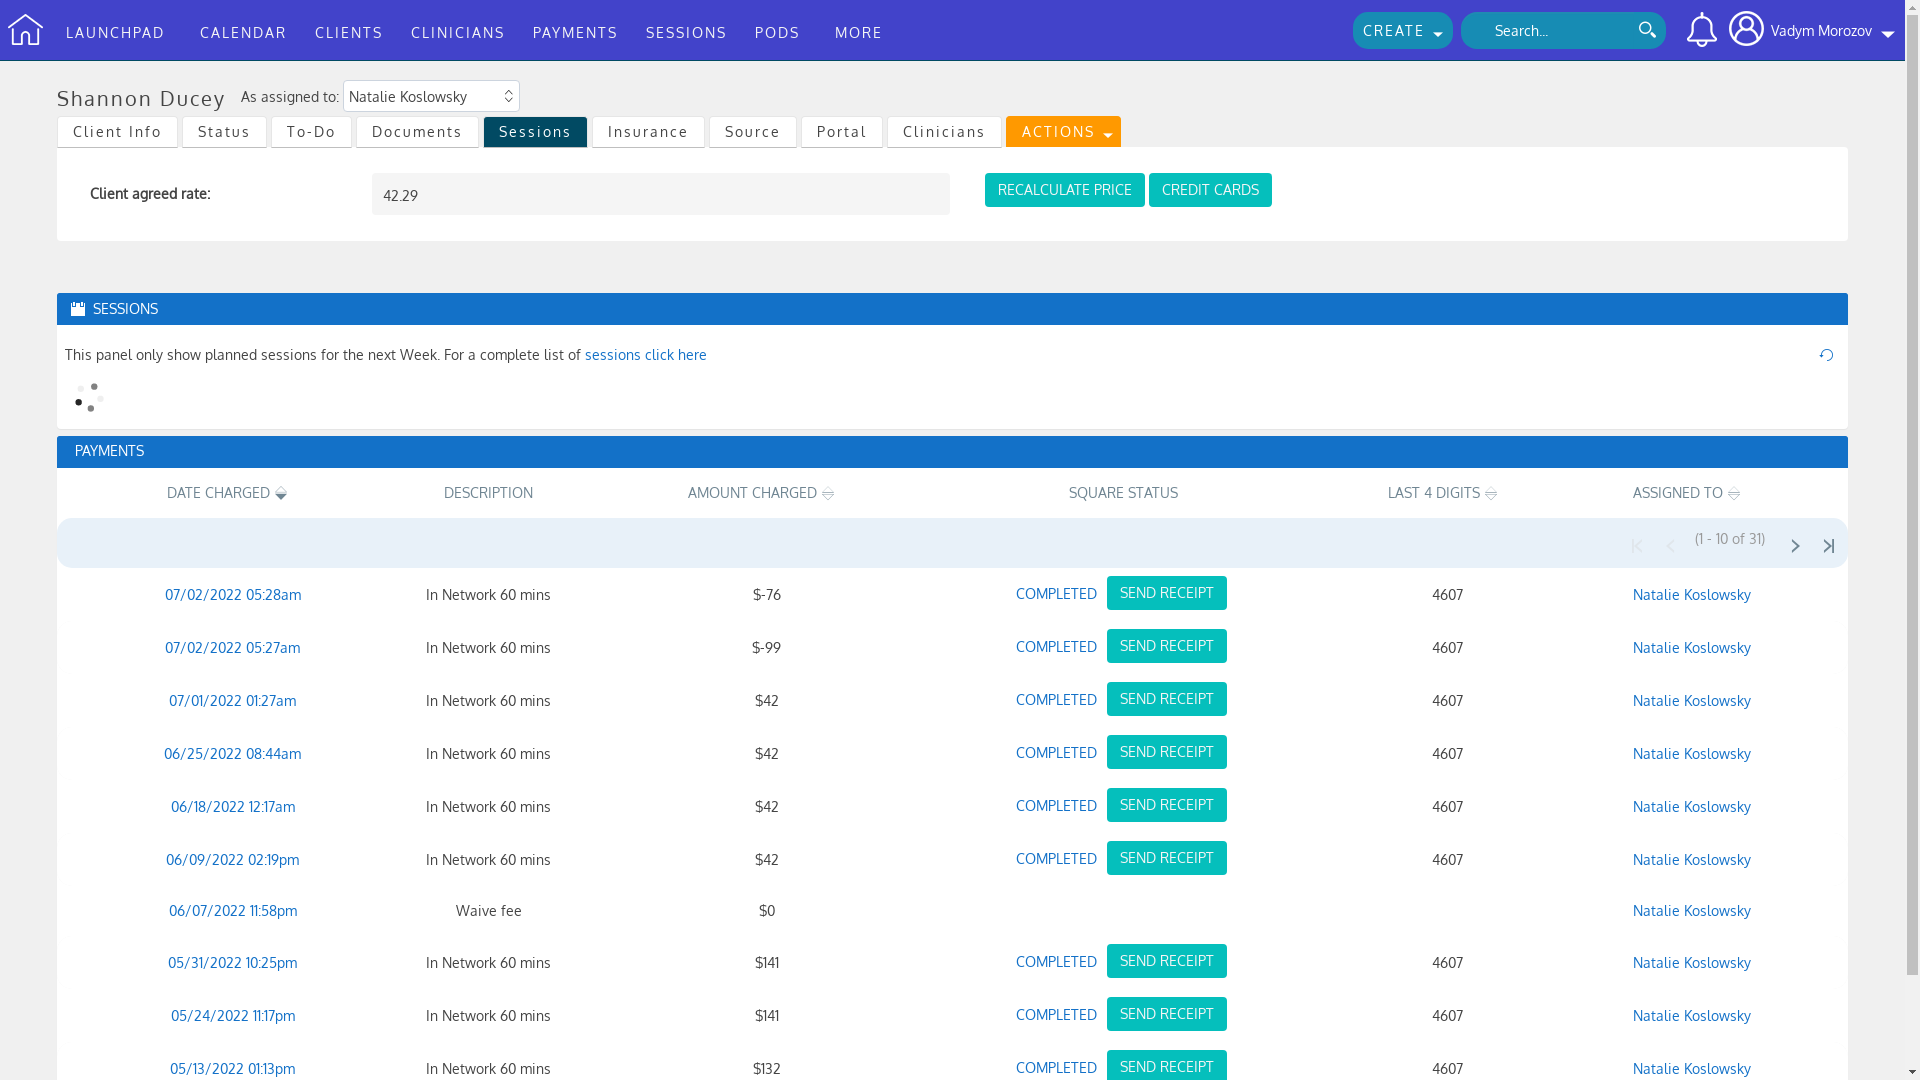 LAUNCHPAD CALENDAR CLIENTS CLINICIANS PAYMENTS SESSIONS PODS MORE CREATE Search... Vadym Morozov
Shannon Ducey As assigned to: Natalie Koslowsky
Client Info Status To-Do Documents Sessions Insurance Source Portal Clinicians ACTIONS
Client agreed rate: 42.29 RECALCULATE PRICE CREDIT CARDS
SESSIONS
This panel only show planned sessions for the next Week. For a complete list of sessions click here
PAYMENTS
DATE CHARGED DESCRIPTION AMOUNT CHARGED SQUARE STATUS LAST 4 DIGITS ASSIGNED TO
(1 - 10 of 31)
07/02/2022 05:28am In Network 60 mins $-76 COMPLETED SEND RECEIPT 4607 Natalie Koslowsky
07/02/2022 05:27am In Network 60 mins $-99 COMPLETED SEND RECEIPT 4607 Natalie Koslowsky
07/01/2022 01:27am In Network 60 mins $42 COMPLETED SEND RECEIPT 4607 Natalie Koslowsky
06/25/2022 08:44am In Network 60 mins $42 COMPLETED SEND RECEIPT 4607 Natalie Koslowsky
06/18/2022 12:17am In Network 60 mins $42 COMPLETED SEND RECEIPT 4607 Natalie Koslowsky
06/09/2022 02:19pm In Network 60 mins $42 COMPLETED SEND RECEIPT 4607 Natalie Koslowsky
06/07/2022 11:58pm Waive fee $0 Natalie Koslowsky
05/31/2022 10:25pm In Network 60 mins $141 COMPLETED SEND RECEIPT 4607 Natalie Koslowsky
05/24/2022 11:17pm In Network 60 mins $141 COMPLETED SEND RECEIPT 4607 Natalie Koslowsky
05/13/2022 01:13pm In Network 60 mins $132 COMPLETED SEND RECEIPT 4607 Natalie Koslowsky